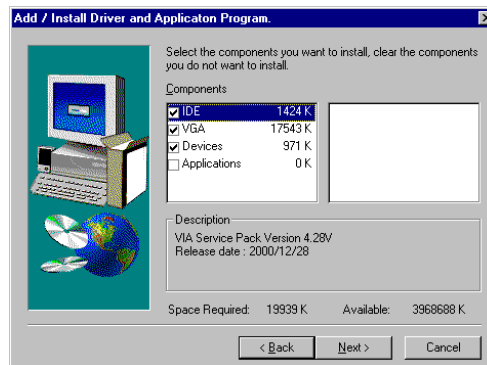 Add / Install Driver and Applicaton Program.
Select the components you want to install, clear the components
you do not want to install.
Components
IDE 1424 K
VGA 17543 K
Devices 971 K
Applications 0 K
Description
VIA Service Pack Version 4.28V
Release date : 2000/12/28
Space Required: 19939 K Available: 3968688 K
< Back Next > Cancel